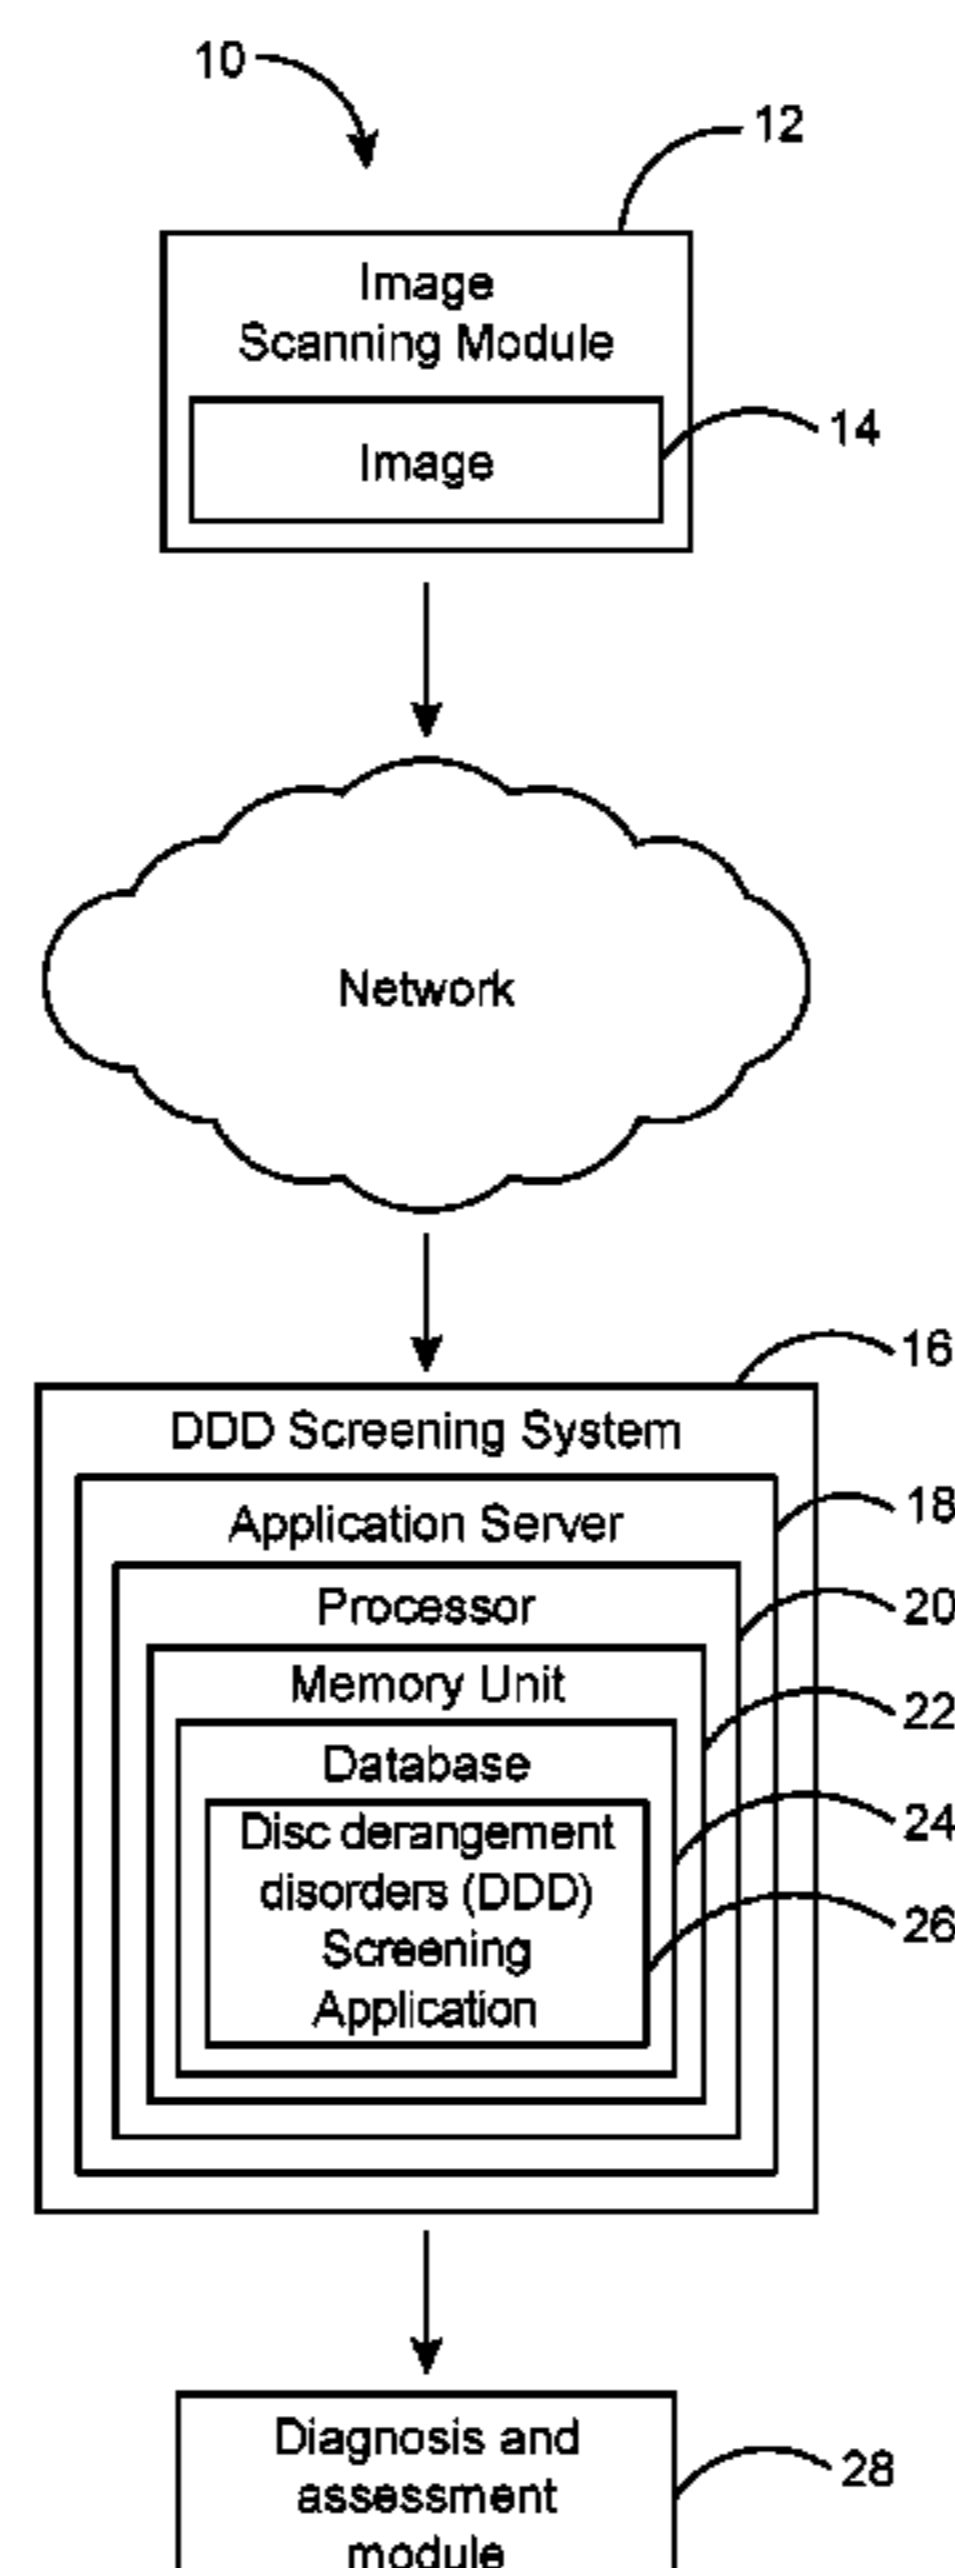 10
12
Image
Scanning Module
14
Image
Network
16
DDD Screening System
18
Application Server
20
Processor
22
Memory Unit
24
Database
26
Disc derangement
disorders (DDD)
Screening
Application
28
Diagnosis and
assessment
module